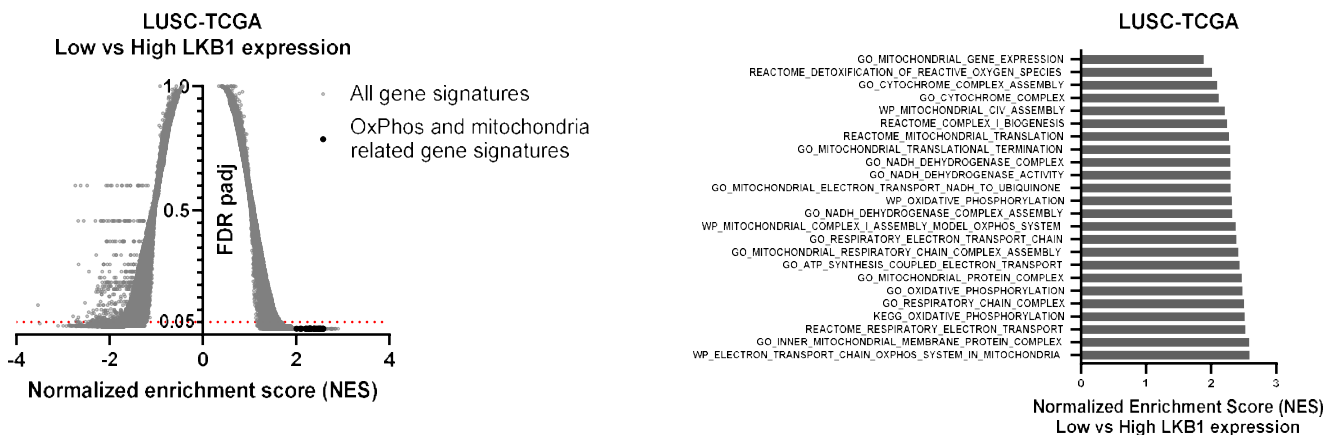 LUSC-TCGA
Low vs High LKB1 expression
1.0
0.5
0.05
FDR padj
-4 -2 0 2 4
Normalized enrichment score (NES)
All gene signatures
OxPhos and mitochondria
related gene signatures
LUSC-TCGA
GO_MITOCHONDRIAL_GENE_EXPRESSION
REACTOME_DETOXIFICATION_OF_REACTIVE_OXYGEN_SPECIES
GO_CYTOCHROME_COMPLEX_ASSEMBLY
GO_CYTOCHROME_COMPLEX
WP_MITOCHONDRIAL_CIV_ASSEMBLY
REACTOME_COMPLEX_I_BIOGENESIS
REACTOME_MITOCHONDRIAL_TRANSLATION
GO_MITOCHONDRIAL_TRANSLATIONAL_TERMINATION
GO_NADH_DEHYDROGENASE_COMPLEX
GO_NADH_DEHYDROGENASE_ACTIVITY
GO_MITOCHONDRIAL_ELECTRON_TRANSPORT_NADH_TO_UBIQUINONE
WP_OXIDATIVE_PHOSPHORYLATION
GO_NADH_DEHYDROGENASE_COMPLEX_ASSEMBLY
WP_MITOCHONDRIAL_COMPLEX_I_ASSEMBLY_MODEL_OXPHOS_SYSTEM
GO_RESPIRATORY_ELECTRON_TRANSPORT_CHAIN
GO_MITOCHONDRIAL_RESPIRATORY_CHAIN_COMPLEX_ASSEMBLY
GO_ATP_SYNTHESIS_COUPLED_ELECTRON_TRANSPORT
GO_MITOCHONDRIAL_PROTEIN_COMPLEX
GO_OXIDATIVE_PHOSPHORYLATION
GO_RESPIRATORY_CHAIN_COMPLEX
KEGG_OXIDATIVE_PHOSPHORYLATION
REACTOME_RESPIRATORY_ELECTRON_TRANSPORT
GO_INNER_MITOCHONDRIAL_MEMBRANE_PROTEIN_COMPLEX
WP_ELECTRON_TRANSPORT_CHAIN_OXPHOS_SYSTEM_IN_MITOCHONDRIA
0 1 2 3
Normalized Enrichment Score (NES)
Low vs High LKB1 expression